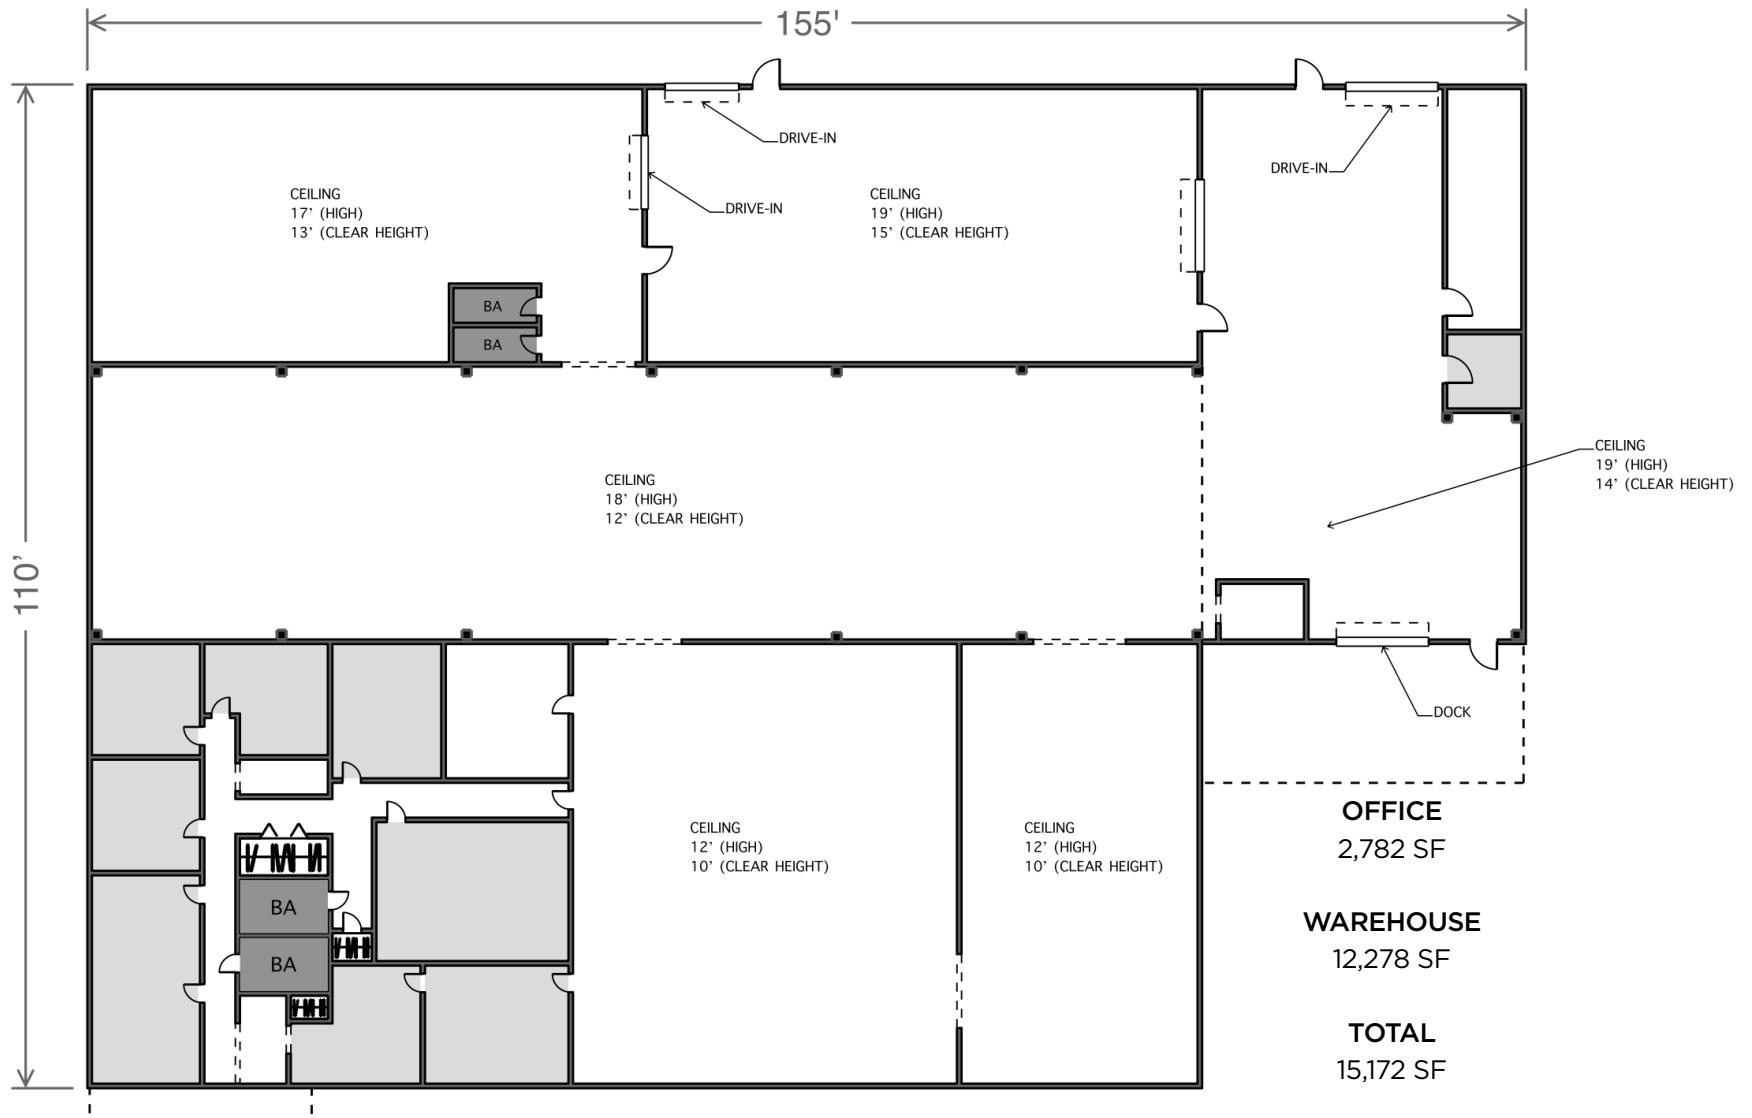 155'
110'
DRIVE-IN
DRIVE-IN
DRIVE-IN
CEILING
17' (HIGH)
13' (CLEAR HEIGHT)
CEILING
19' (HIGH)
15' (CLEAR HEIGHT)
BA
BA
CEILING
18' (HIGH)
12' (CLEAR HEIGHT)
CEILING
19' (HIGH)
14' (CLEAR HEIGHT)
DOCK
CEILING
12' (HIGH)
10' (CLEAR HEIGHT)
CEILING
12' (HIGH)
10' (CLEAR HEIGHT)
BA
BA
OFFICE
2,782 SF
WAREHOUSE
12,278 SF
TOTAL
15,172 SF